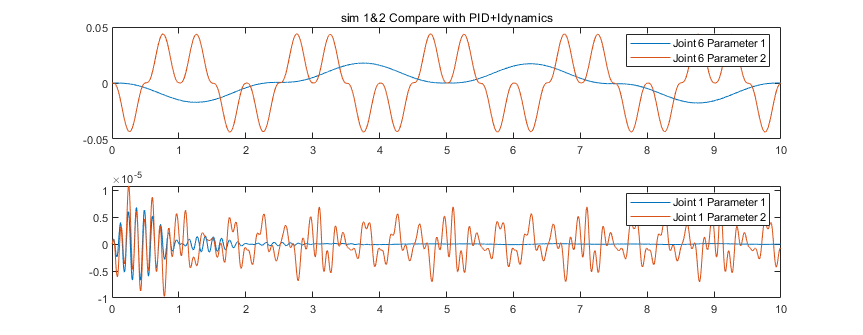 sim 1&2 Compare with PID+Idynamics
0.05
0
-0.05
Joint 6 Parameter 1
Joint 6 Parameter 2
0 1 2 3 4 5 6 7 8 9 10
×10-5
1
0.5
0
-0.5
-1
Joint 1 Parameter 1
Joint 1 Parameter 2
0 1 2 3 4 5 6 7 8 9 10